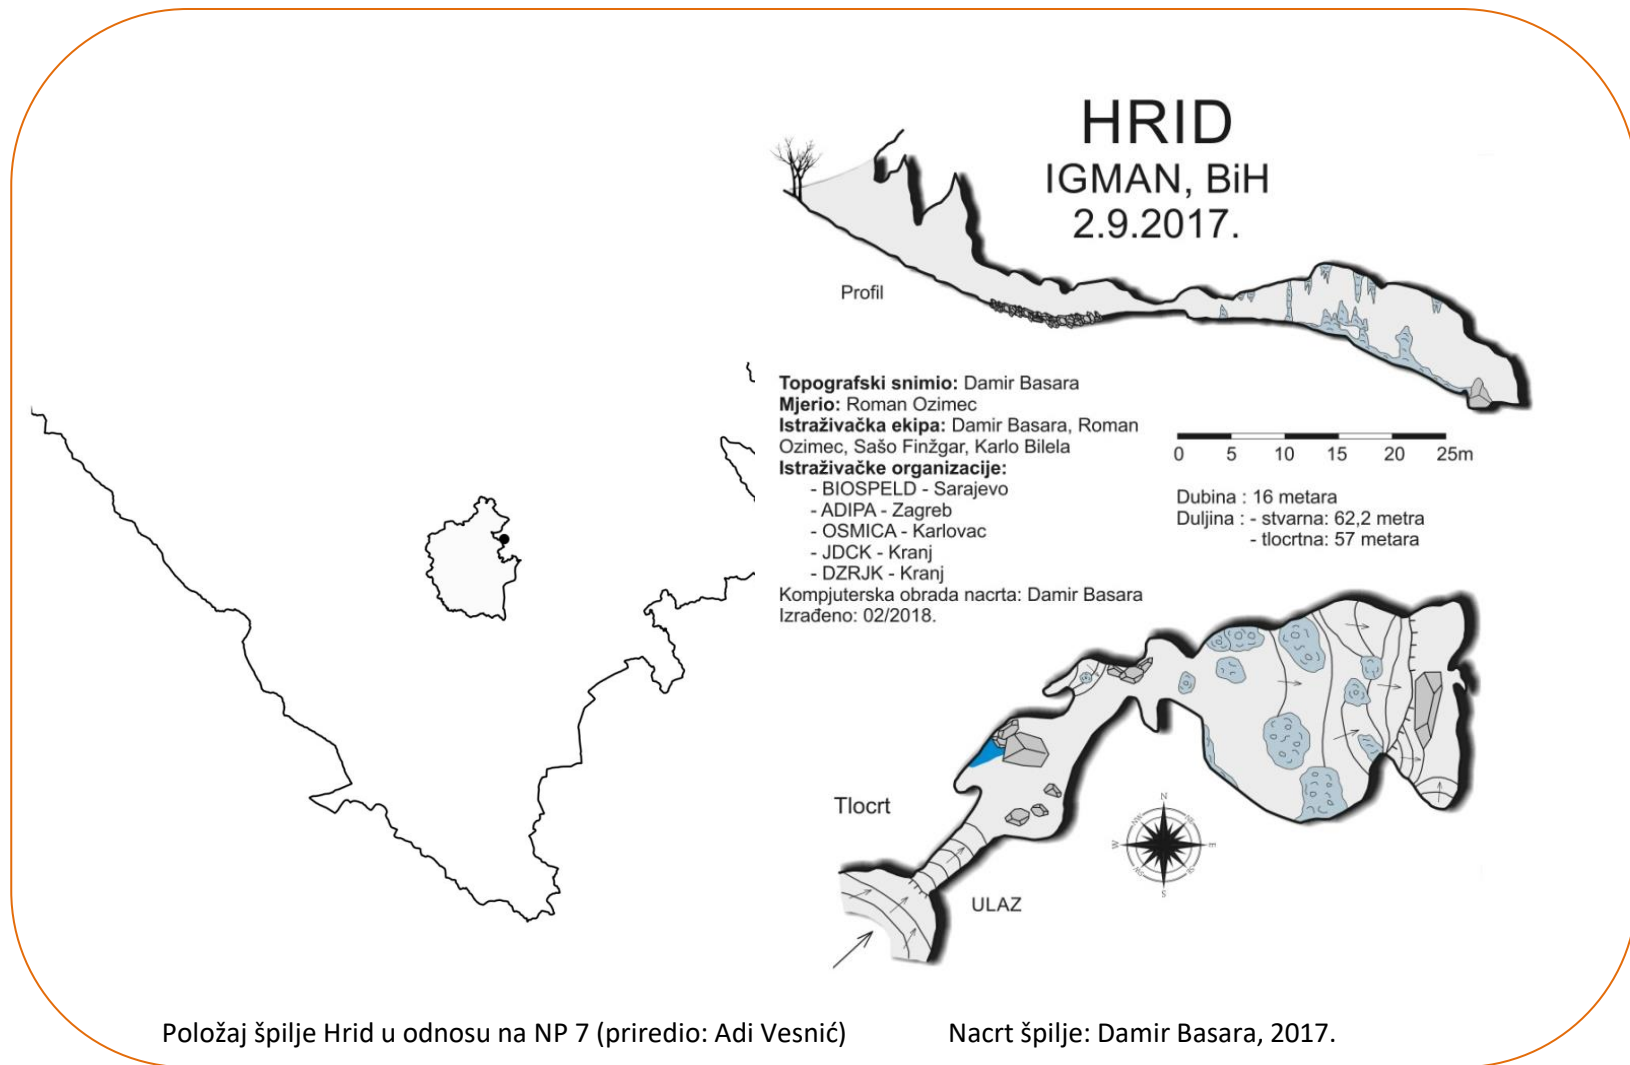 HRID
IGMAN, BiH
2.9.2017.
Profil
Topografski snimio: Damir Basara
Mjerio: Roman Ozimec
Istraživačka ekipa: Damir Basara, Roman
Ozimec, Sašo Finžgar, Karlo Bilela
Istraživačke organizacije:
- BIOSPELD - Sarajevo
- ADIPA - Zagreb
- OSMICA - Karlovac
- JDCK - Kranj
- DZRJK - Kranj
Kompjuterska obrada nacrta: Damir Basara
Izrađeno: 02/2018.
0 5 10 15 20 25m
Dubina : 16 metara
Duljina : - stvarna: 62,2 metra
- tlocrtna: 57 metara
Tlocrt
N
NW NE
W E
SW SE
S
ULAZ
Položaj špilje Hrid u odnosu na NP 7 (priredio: Adi Vesnić)
Nacrt špilje: Damir Basara, 2017.